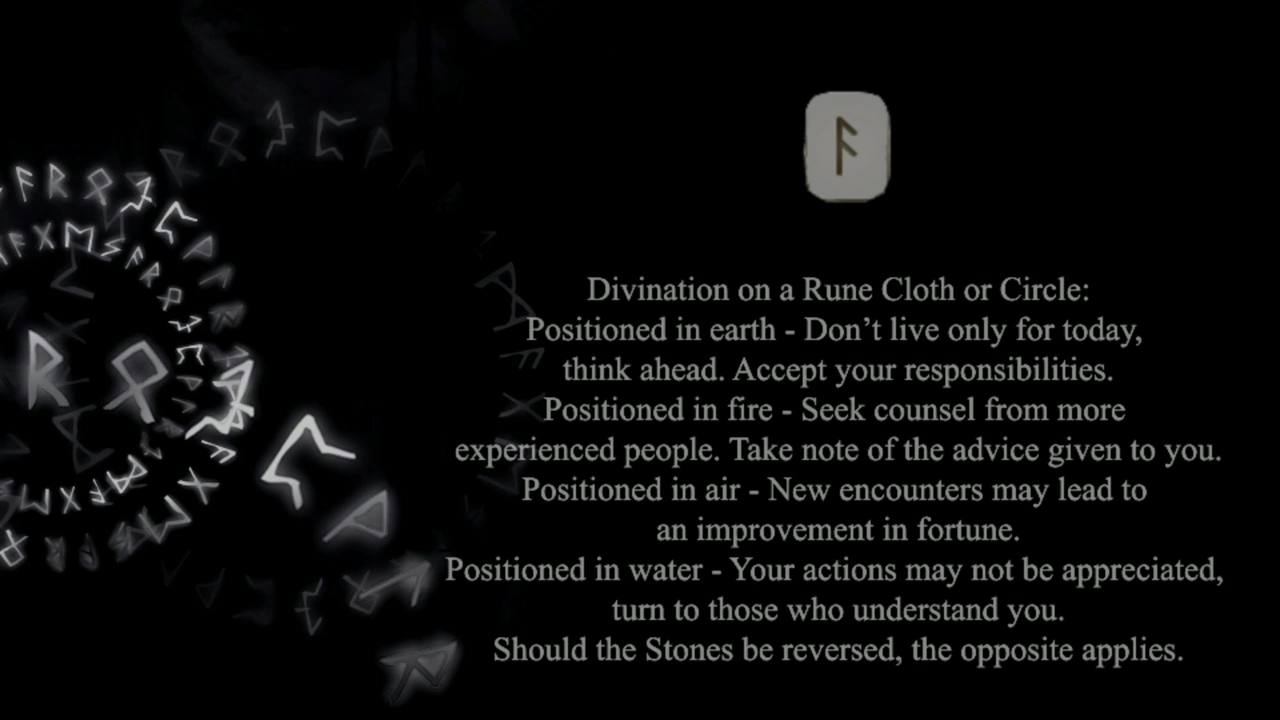 ᚨ
Divination on a Rune Cloth or Circle:
Positioned in earth - Don’t live only for today,
think ahead. Accept your responsibilities.
Positioned in fire - Seek counsel from more
experienced people. Take note of the advice given to you.
Positioned in air - New encounters may lead to
an improvement in fortune.
Positioned in water - Your actions may not be appreciated,
turn to those who understand you.
Should the Stones be reversed, the opposite applies.